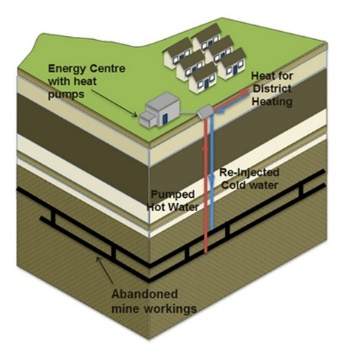 Energy Centre
with heat
pumps
Heat for
District
Heating
Pumped
Hot Water
Re-Injected
Cold water
Abandoned
mine workings